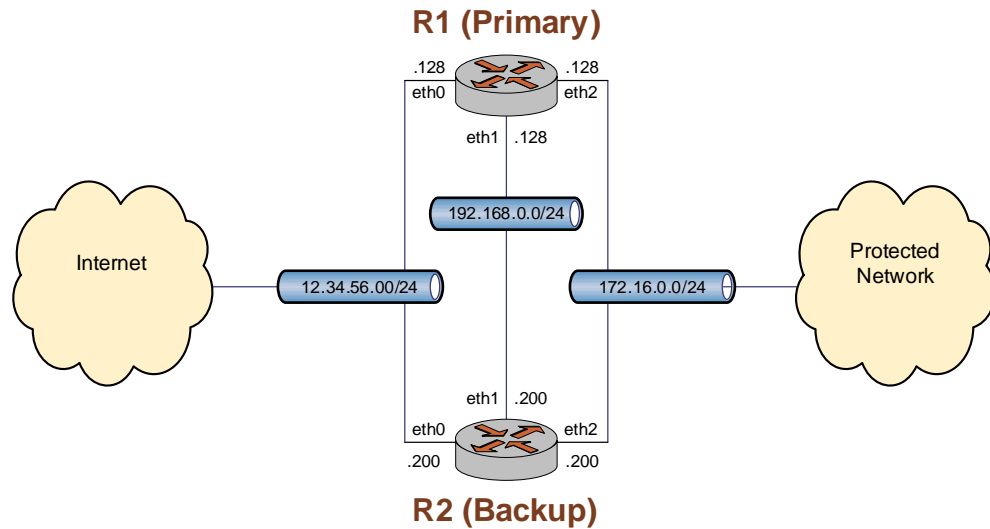 R1 (Primary)
.128
.128
eth0
eth2
eth1
.128
192.168.0.0/24
Internet
Protected
Network
12.34.56.00/24
172.16.0.0/24
eth1
.200
eth0
eth2
.200
.200
R2 (Backup)